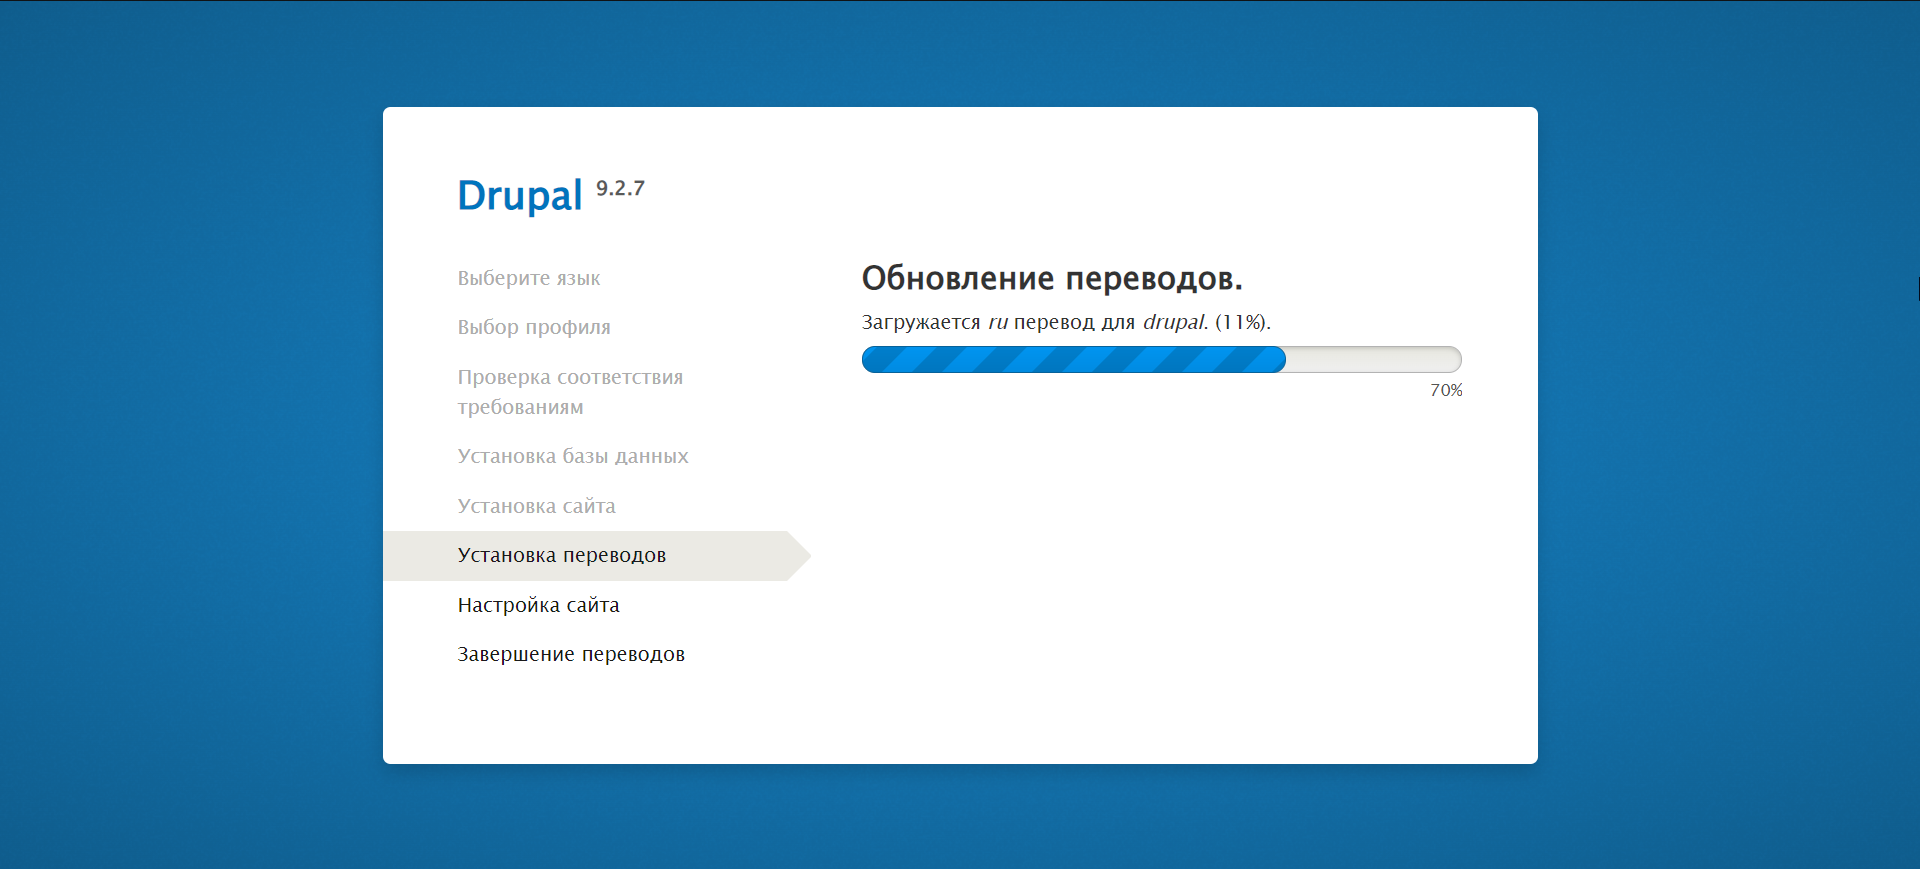 Drupal 9.2.7
Выберите язык
Выбор профиля
Проверка соответствия
требованиям
Установка базы данных
Установка сайта
Установка переводов
Настройка сайта
Завершение переводов
Обновление переводов.
Загружается ru перевод для drupal. (11%).
70%